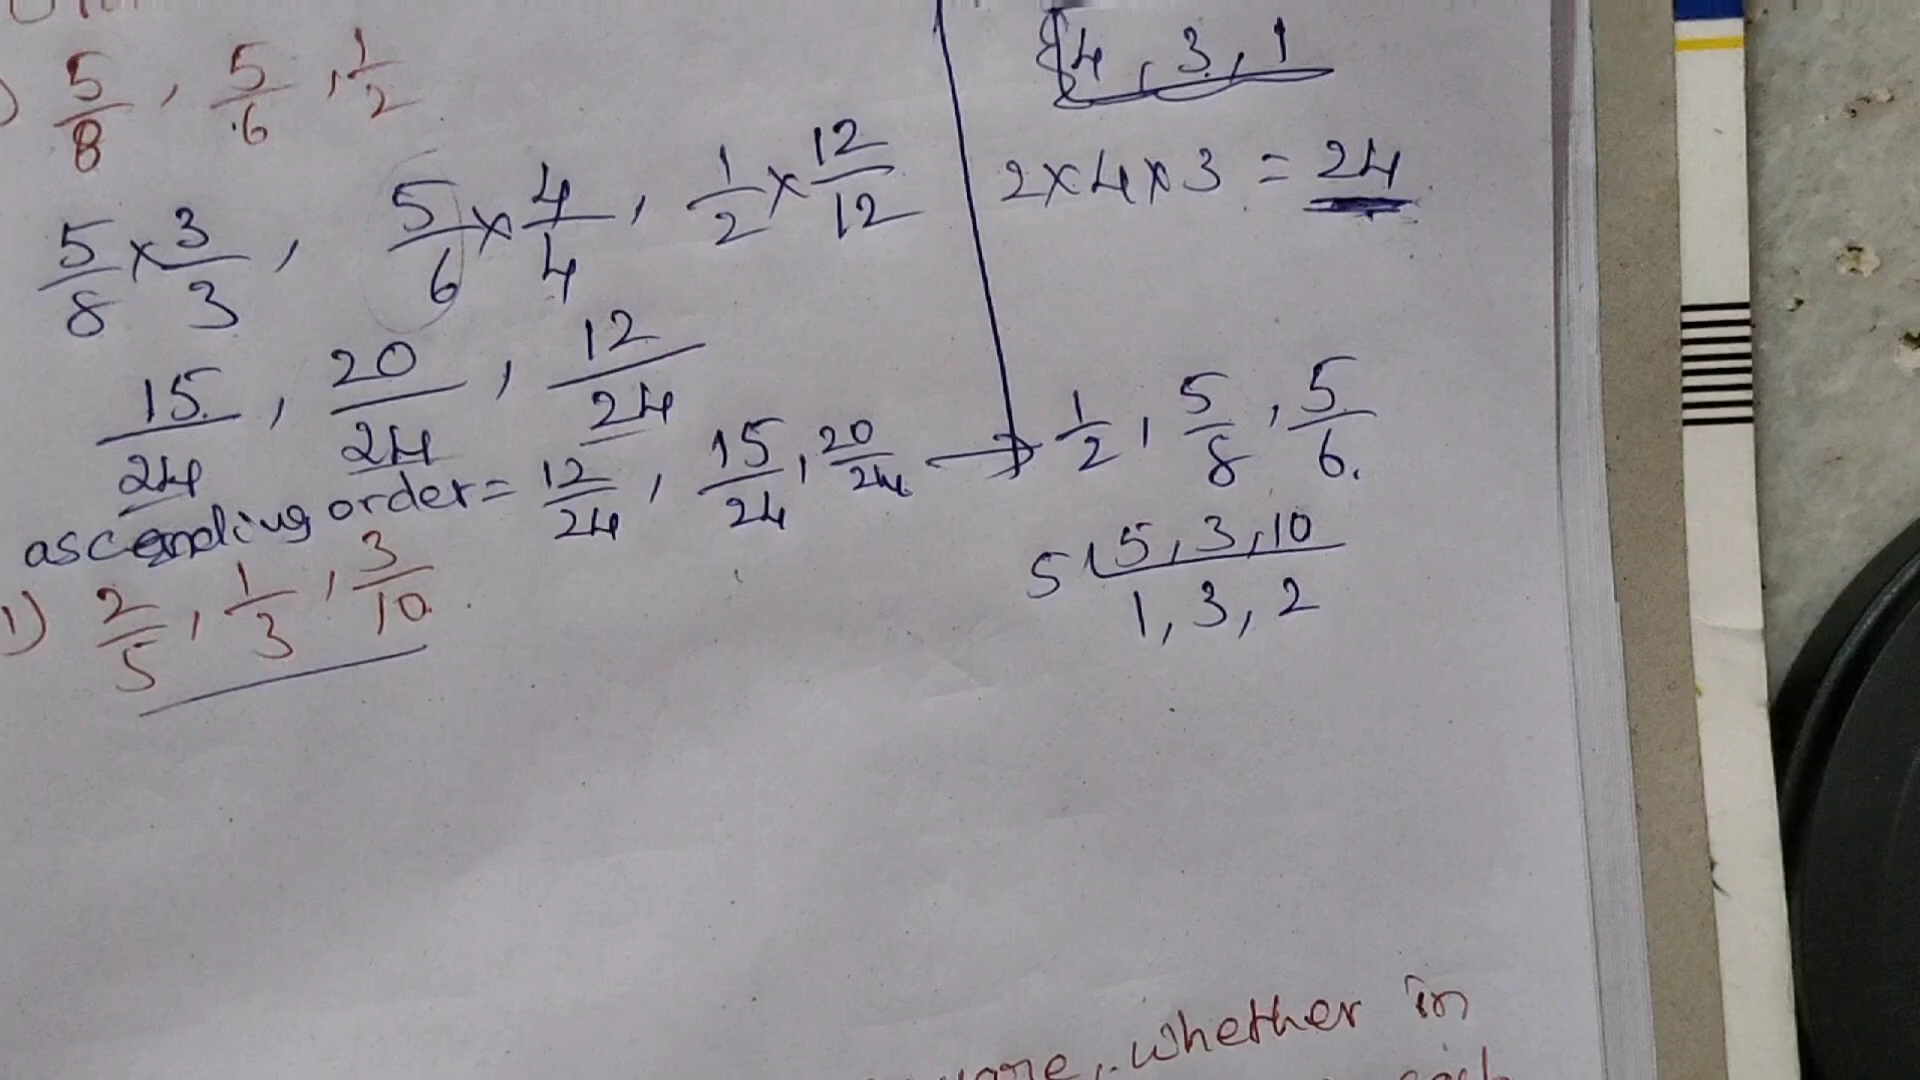 5/8, 5/6, 1/2
4, 3, 1
5/8 × 3/3, 5/6 × 4/4, 1/2 × 12/12
2×4×3 = 24
15/24, 20/24, 12/24
ascending order= 12/24, 15/24, 20/24 → 1/2, 5/8, 5/6.
5 | 5, 3, 10
1, 3, 2
1) 2/5, 1/3, 3/10.
whether in